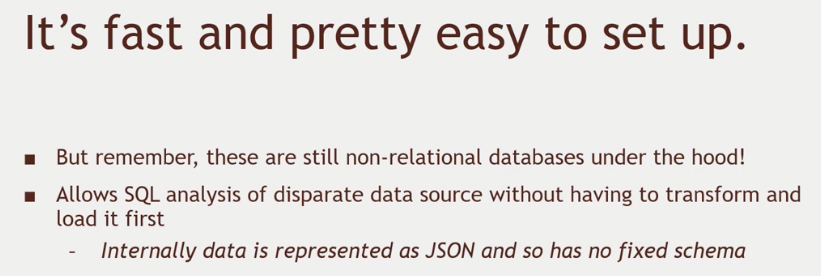 It’s fast and pretty easy to set up.
■ But remember, these are still non-relational databases under the hood!
■ Allows SQL analysis of disparate data source without having to transform and
load it first
– Internally data is represented as JSON and so has no fixed schema